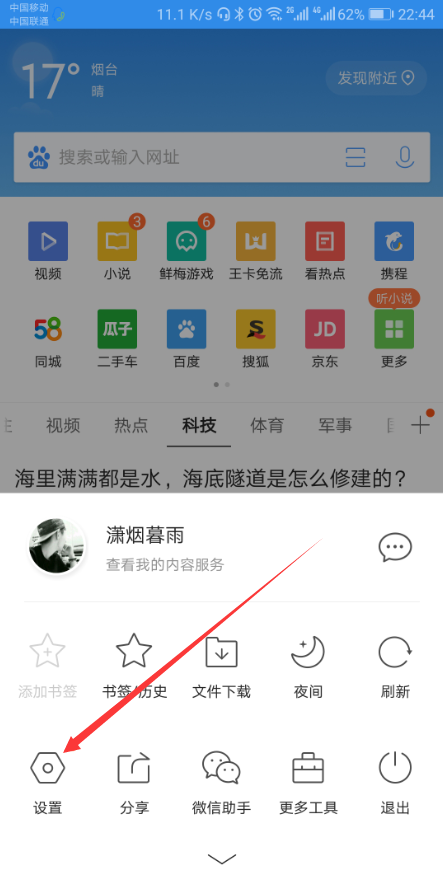 中国移动
中国联通
11.1 K/s 2G 4G 62% 22:44
17°
烟台
晴
发现附近
du
搜索或输入网址
3
6
视频 小说 鲜梅游戏 王卡免流 看热点 携程
听小说
58 瓜子 S JD
同城 二手车 百度 搜狐 京东 更多
视频 热点 科技 体育 军事
海里满满都是水，海底隧道是怎么修建的？
潇烟暮雨
查看我的内容服务
添加书签 书签/历史 文件下载 夜间 刷新
设置 分享 微信助手 更多工具 退出